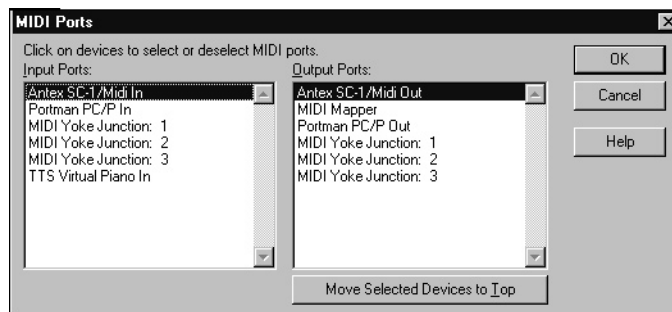 MIDI Ports
Click on devices to select or deselect MIDI ports.
Input Ports:
Antex SC-1/Midi In
Portman PC/P In
MIDI Yoke Junction: 1
MIDI Yoke Junction: 2
MIDI Yoke Junction: 3
TTS Virtual Piano In
Output Ports:
Antex SC-1/Midi Out
MIDI Mapper
Portman PC/P Out
MIDI Yoke Junction: 1
MIDI Yoke Junction: 2
MIDI Yoke Junction: 3
Move Selected Devices to Top
OK
Cancel
Help